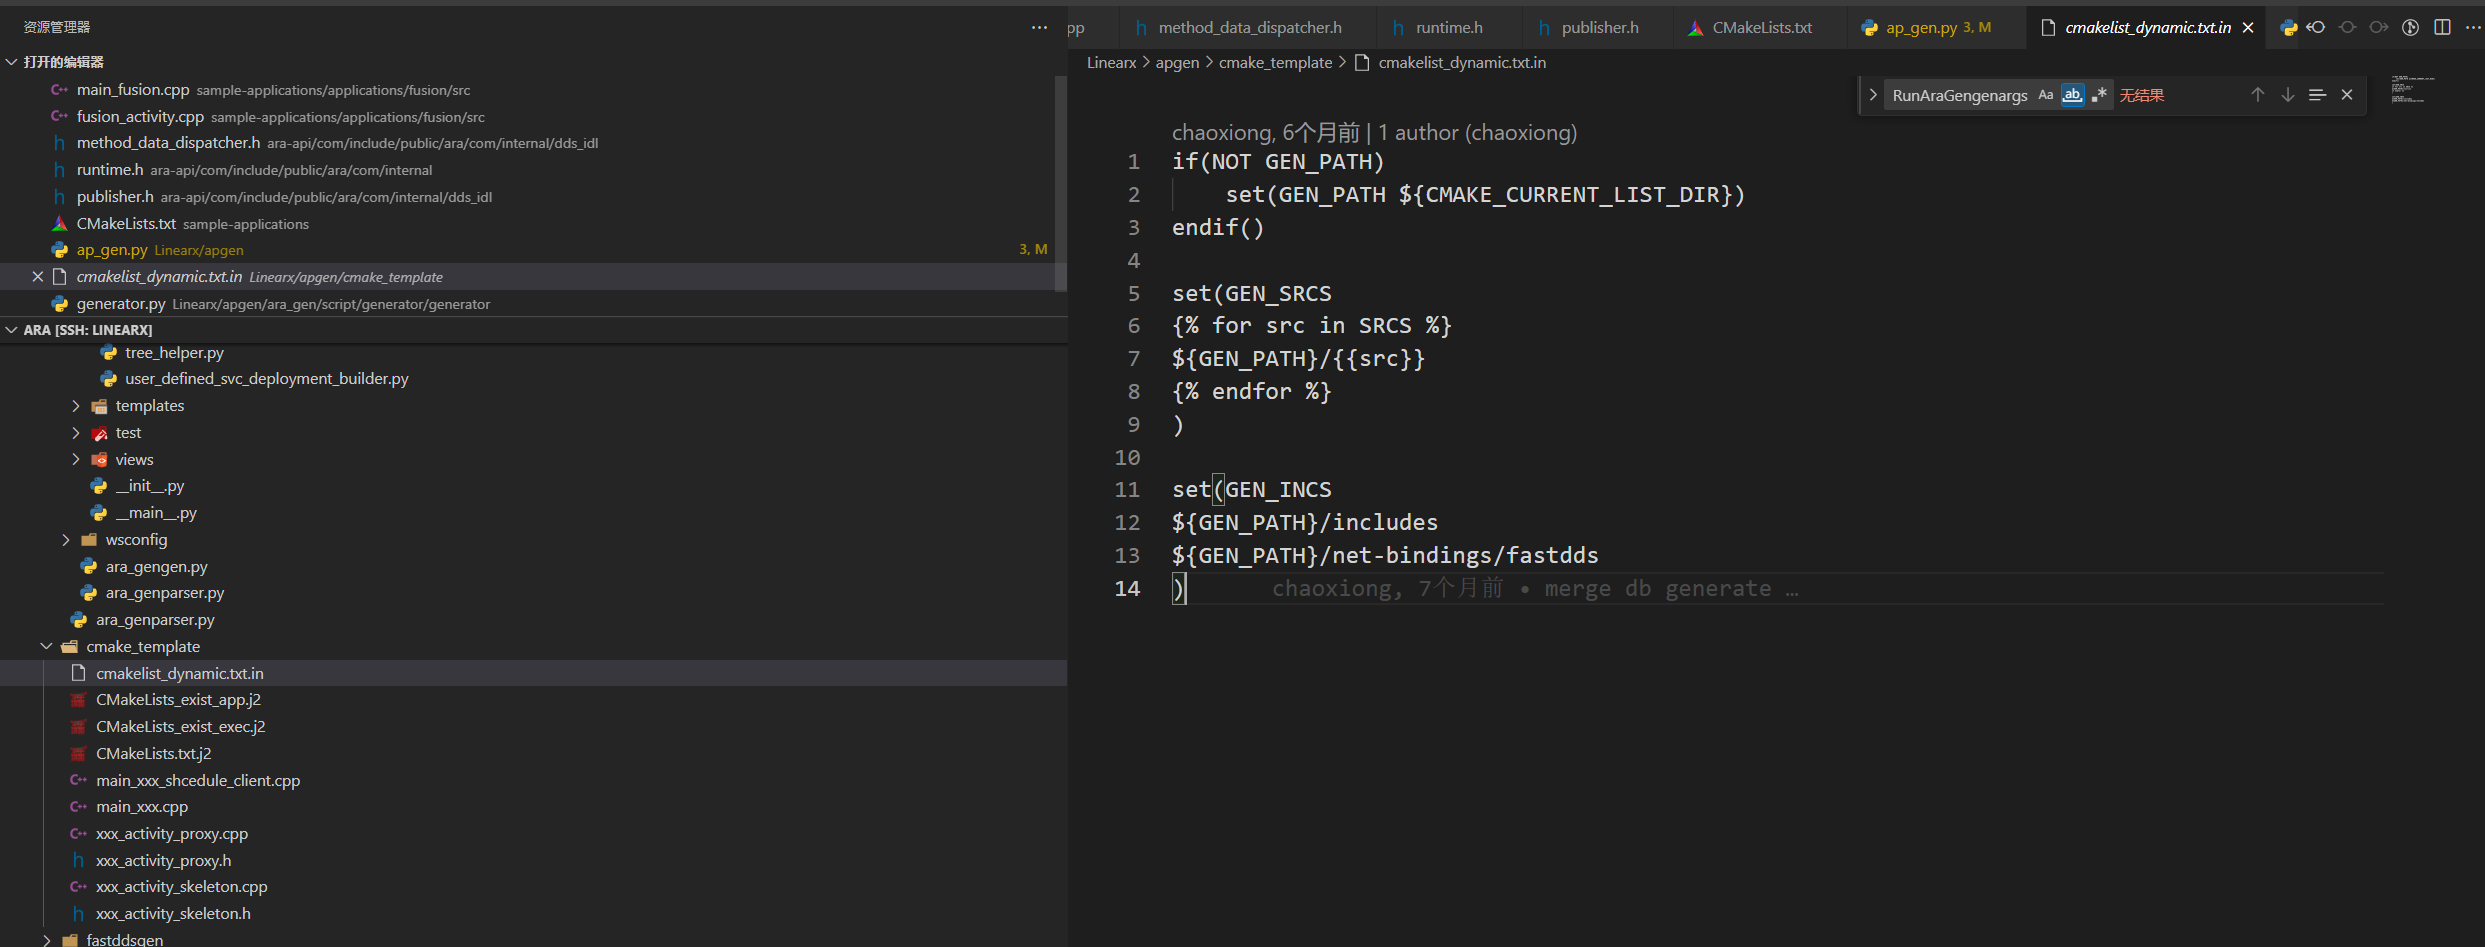 资源管理器
打开的编辑器
main_fusion.cpp sample-applications/applications/fusion/src
fusion_activity.cpp sample-applications/applications/fusion/src
method_data_dispatcher.h ara-api/com/include/public/ara/com/internal/dds_idl
runtime.h ara-api/com/include/public/ara/com/internal
publisher.h ara-api/com/include/public/ara/com/internal/dds_idl
CMakeLists.txt sample-applications
ap_gen.py Linearx/apgen 3, M
cmakelist_dynamic.txt.in Linearx/apgen/cmake_template
generator.py Linearx/apgen/ara_gen/script/generator/generator
ARA [SSH: LINEARX]
tree_helper.py
user_defined_svc_deployment_builder.py
templates
test
views
__init__.py
__main__.py
wsconfig
ara_gengen.py
ara_genparser.py
ara_genparser.py
cmake_template
cmakelist_dynamic.txt.in
CMakeLists_exist_app.j2
CMakeLists_exist_exec.j2
CMakeLists.txt.j2
main_xxx_shcedule_client.cpp
main_xxx.cpp
xxx_activity_proxy.cpp
xxx_activity_proxy.h
xxx_activity_skeleton.cpp
xxx_activity_skeleton.h
fastddsgen
pp method_data_dispatcher.h runtime.h publisher.h CMakeLists.txt ap_gen.py 3, M cmakelist_dynamic.txt.in
Linearx > apgen > cmake_template > cmakelist_dynamic.txt.in
RunAraGengenargs Aa ab 无结果
chaoxiong, 6个月前 | 1 author (chaoxiong)
1 if(NOT GEN_PATH)
2 set(GEN_PATH ${CMAKE_CURRENT_LIST_DIR})
3 endif()
4
5 set(GEN_SRCS
6 {% for src in SRCS %}
7 ${GEN_PATH}/{{src}}
8 {% endfor %}
9 )
10
11 set(GEN_INCS
12 ${GEN_PATH}/includes
13 ${GEN_PATH}/net-bindings/fastdds
14 ) chaoxiong, 7个月前 • merge db generate …